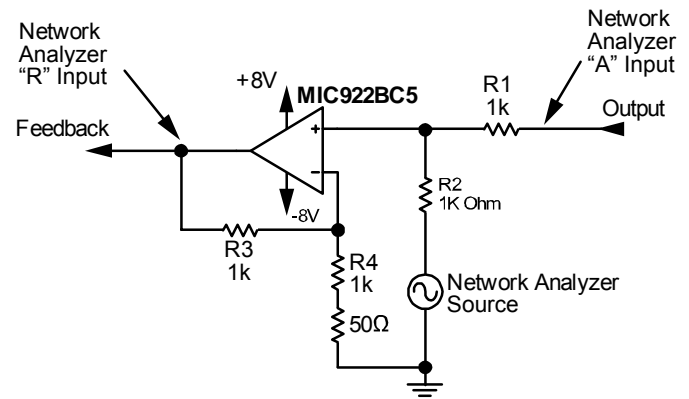 Network
Analyzer
“R” Input
Network
Analyzer
“A” Input
+8V
MIC922BC5
R1
1k
Output
Feedback
+
–
-8V
R2
1K Ohm
R3
1k
R4
1k
50Ω
Network Analyzer
Source